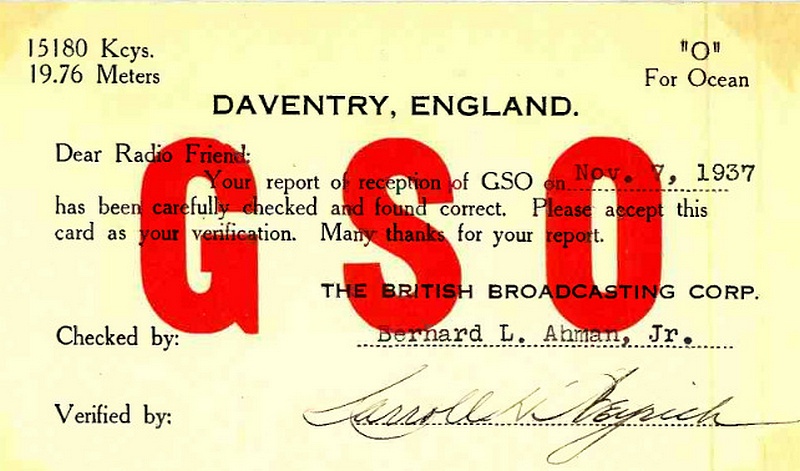 15180 Kcys.
19.76 Meters
"O"
For Ocean
DAVENTRY, ENGLAND.
GSO
Dear Radio Friend:
Your report of reception of GSO on Nov. 7, 1937
has been carefully checked and found correct. Please accept this
card as your verification. Many thanks for your report.
THE BRITISH BROADCASTING CORP.
Checked by: Bernard L. Ahman, Jr.
Verified by: Carroll H. Weyrich